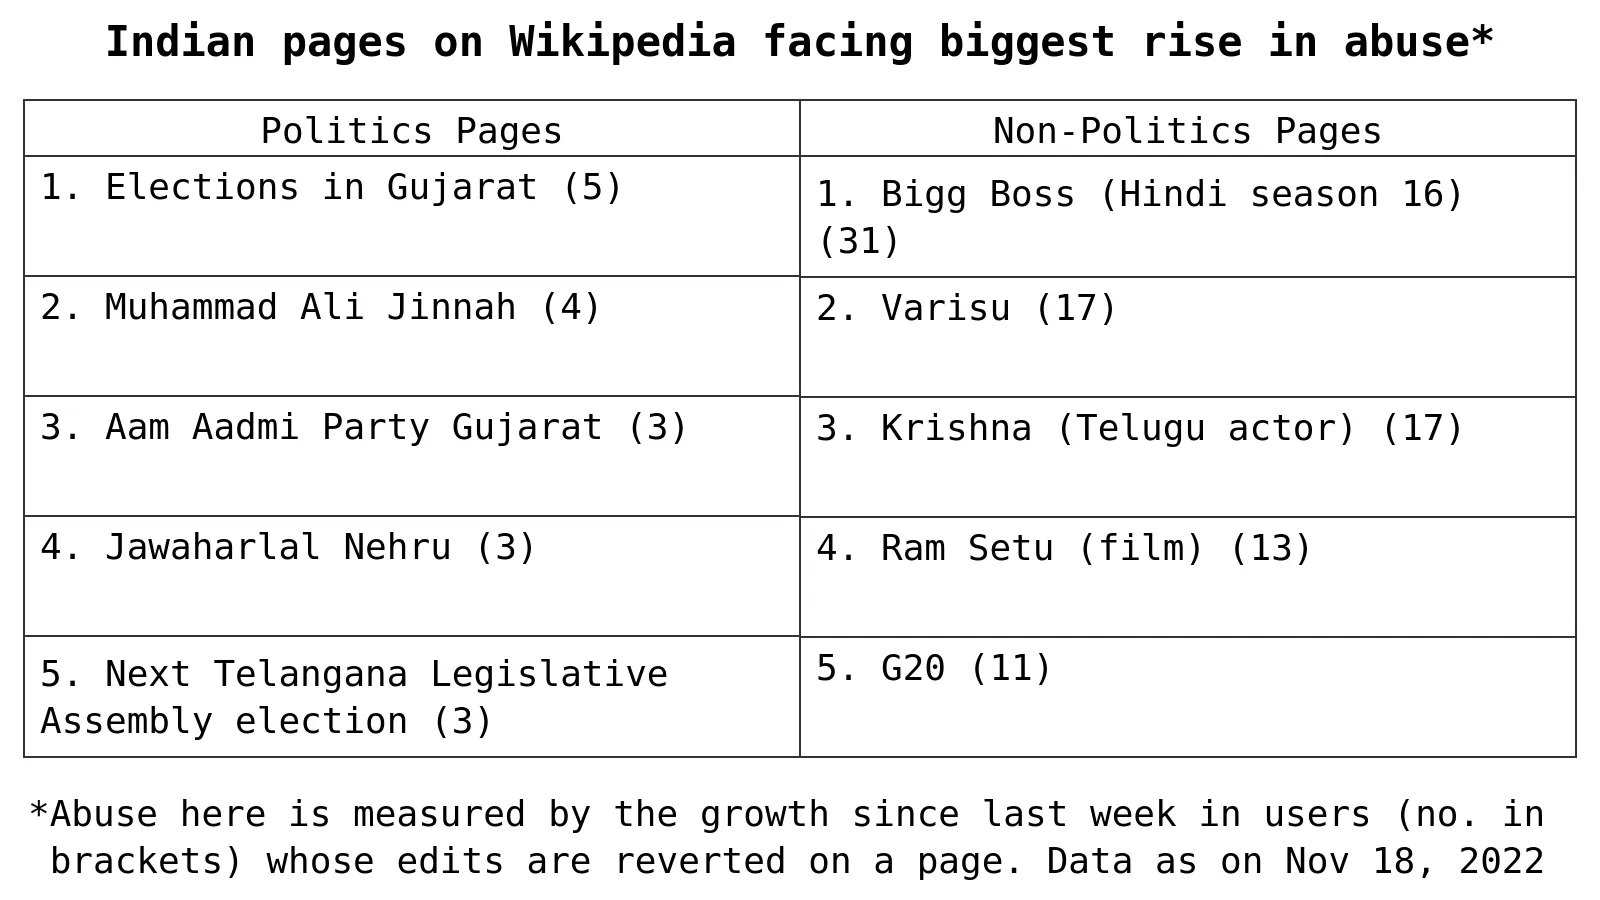 Indian pages on Wikipedia facing biggest rise in abuse*
Politics Pages
Non-Politics Pages
1. Elections in Gujarat (5)
1. Bigg Boss (Hindi season 16)
(31)
2. Muhammad Ali Jinnah (4)
2. Varisu (17)
3. Aam Aadmi Party Gujarat (3)
3. Krishna (Telugu actor) (17)
4. Jawaharlal Nehru (3)
4. Ram Setu (film) (13)
5. Next Telangana Legislative
Assembly election (3)
5. G20 (11)
*Abuse here is measured by the growth since last week in users (no. in
brackets) whose edits are reverted on a page. Data as on Nov 18, 2022